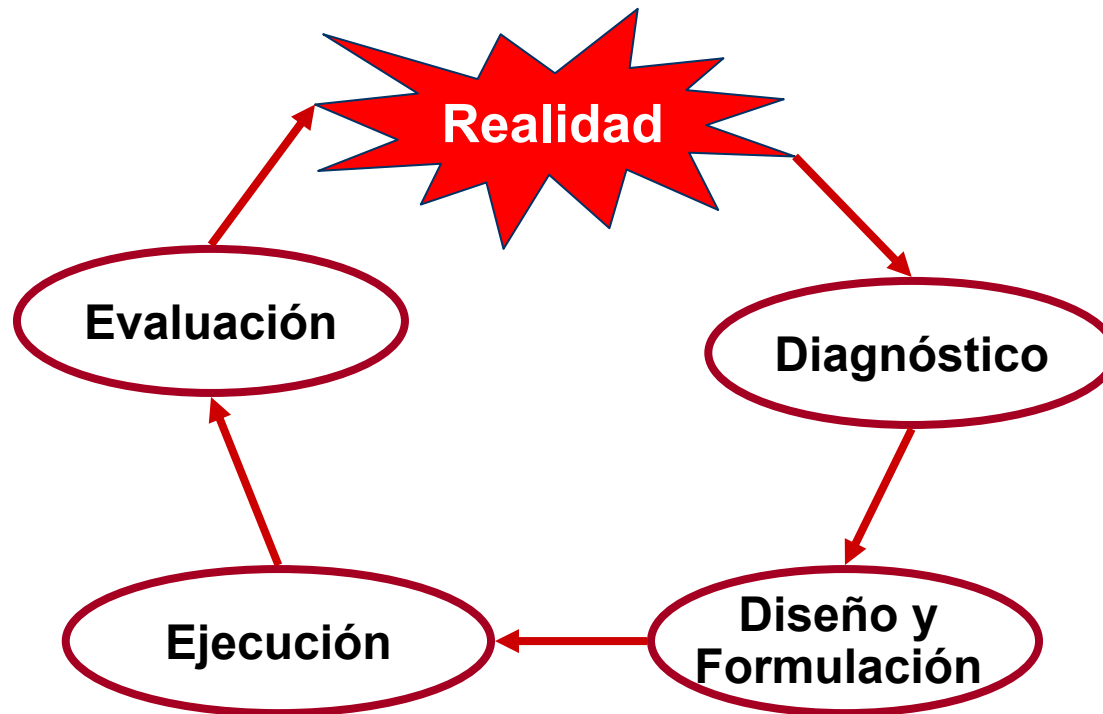 Realidad
Evaluación
Diagnóstico
Ejecución
Diseño y
Formulación